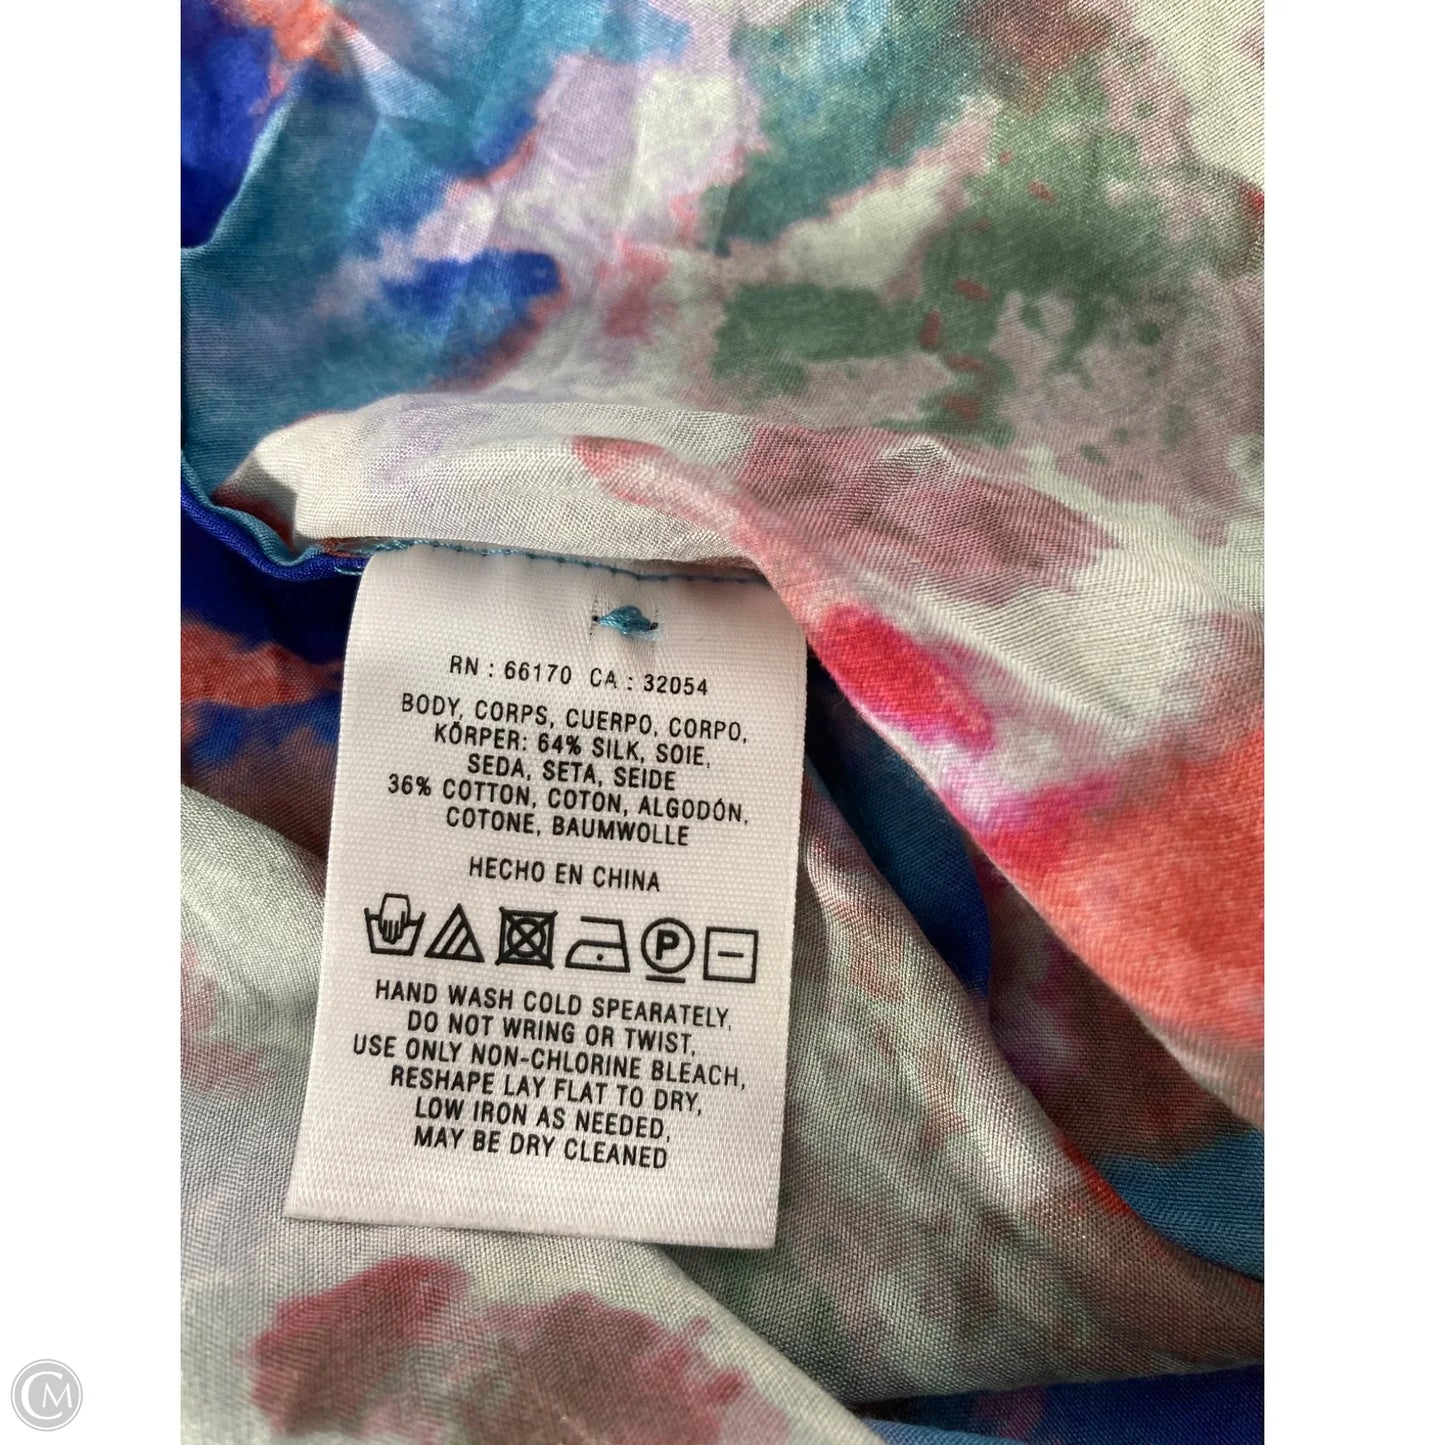 RN : 66170 CA : 32054
BODY, CORPS, CUERPO, CORPO,
KÖRPER: 64% SILK, SOIE,
SEDA, SETA, SEIDE
36% COTTON, COTON, ALGODÓN,
COTONE, BAUMWOLLE
HECHO EN CHINA
P
HAND WASH COLD SPEARATELY,
DO NOT WRING OR TWIST,
USE ONLY NON-CHLORINE BLEACH,
RESHAPE LAY FLAT TO DRY,
LOW IRON AS NEEDED,
MAY BE DRY CLEANED
CM